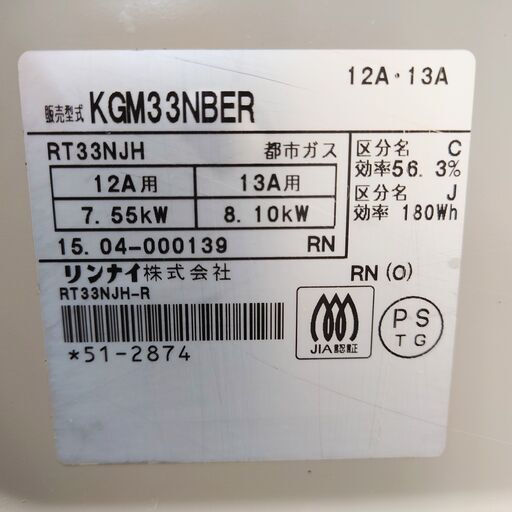 12A・13A
販売型式 KGM33NBER
RT33NJH 都市ガス
12A用 13A用
7.55kW 8.10kW
15.04-000139 RN
区分名 C
効率56.3%
区分名 J
効率 180Wh
リンナイ株式会社 RN(O)
RT33NJH-R
*51-2874
JIA認証
PS
TG